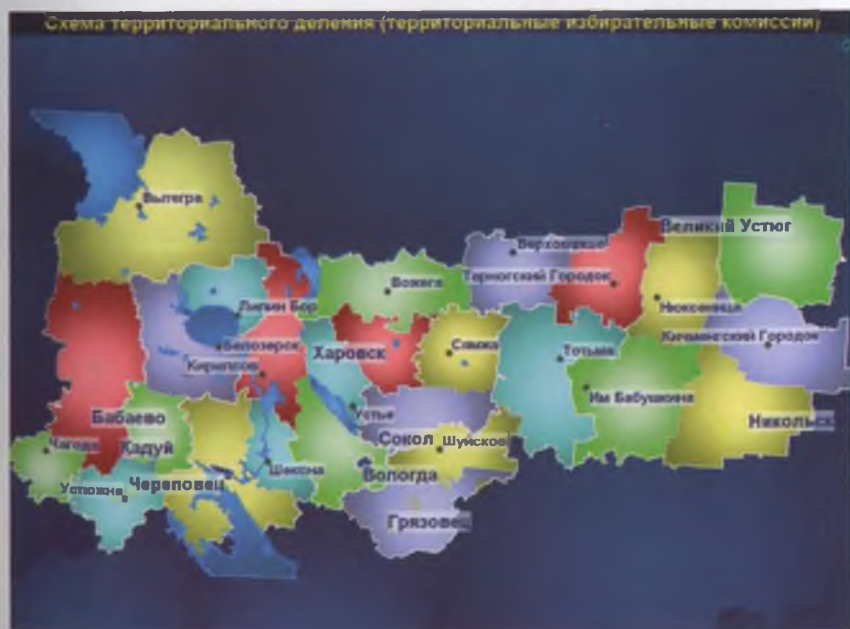 Схема территориального деления (территориальные избирательные комиссии)
Вытегра
Великий Устюг
Верховажье
Тарногский Городок
Вожега
Нюксеница
Липин Бор
Кичменгский Городок
Белозерск
Харовск
Сямжа
Тотьма
Кириллов
Им Бабушкина
Бабаево
Устье
Никольск
Чагода
Кадуй
Сокол
Шуйское
Шексна
Вологда
Устюжна
Череповец
Грязовец